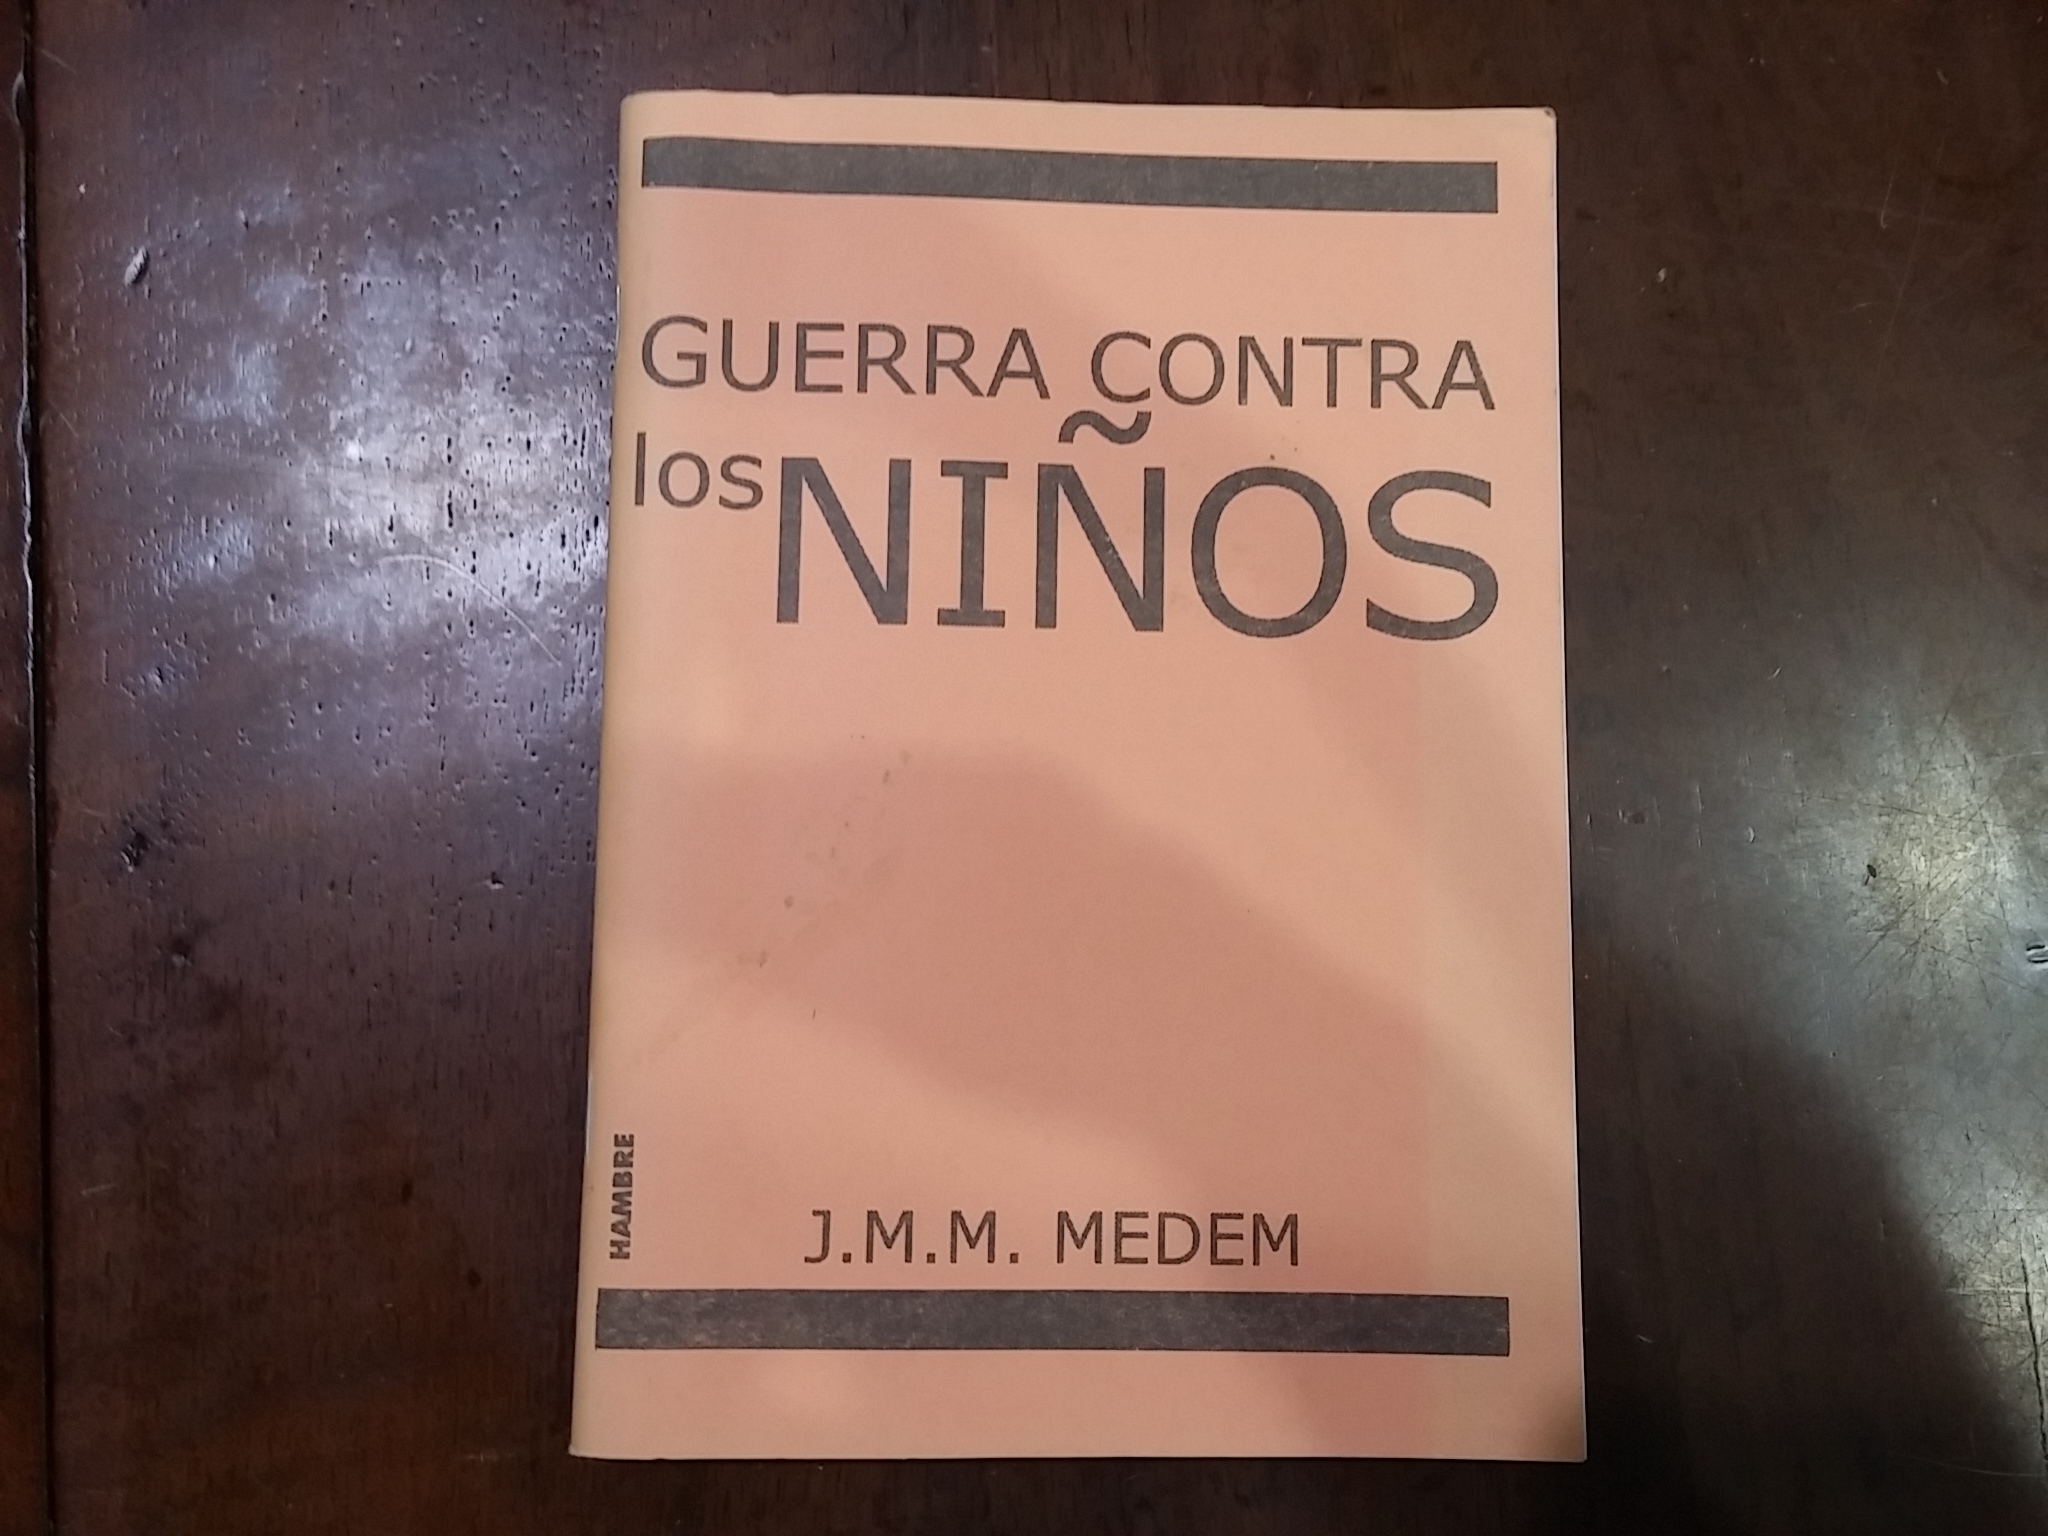 GUERRA CONTRA
los NIÑOS
HAMBRE
J.M.M. MEDEM